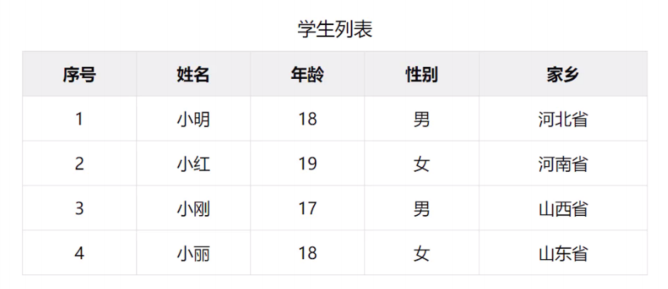 学生列表
序号 姓名 年龄 性别 家乡
1 小明 18 男 河北省
2 小红 19 女 河南省
3 小刚 17 男 山西省
4 小丽 18 女 山东省